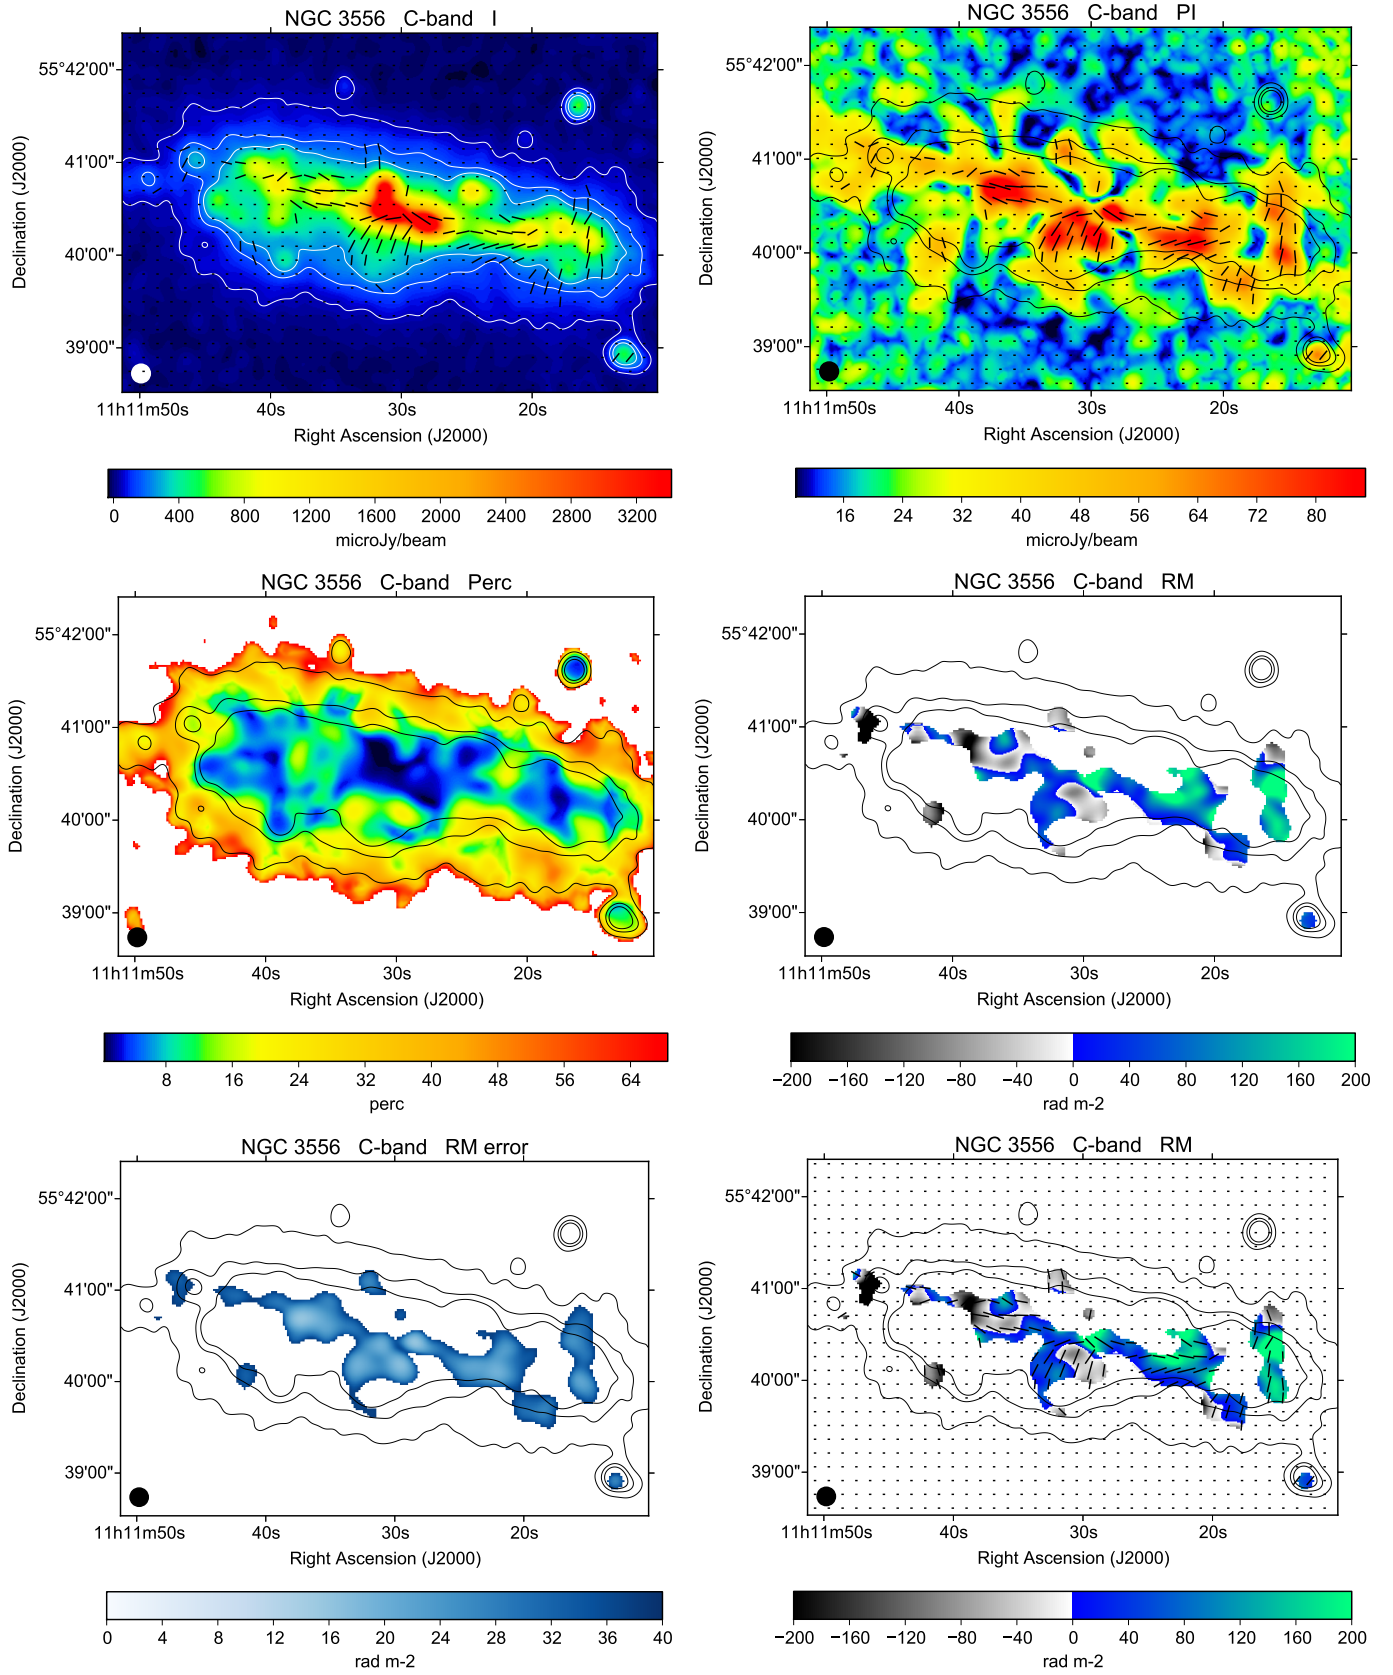 NGC 3556 C-band I
55°42'00"
41'00"
40'00"
39'00"
Declination (J2000)
11h11m50s 40s 30s 20s
Right Ascension (J2000)
0 400 800 1200 1600 2000 2400 2800 3200
microJy/beam
NGC 3556 C-band PI
55°42'00"
41'00"
40'00"
39'00"
Declination (J2000)
11h11m50s 40s 30s 20s
Right Ascension (J2000)
16 24 32 40 48 56 64 72 80
microJy/beam
NGC 3556 C-band Perc
55°42'00"
41'00"
40'00"
39'00"
Declination (J2000)
11h11m50s 40s 30s 20s
Right Ascension (J2000)
8 16 24 32 40 48 56 64
perc
NGC 3556 C-band RM
55°42'00"
41'00"
40'00"
39'00"
Declination (J2000)
11h11m50s 40s 30s 20s
Right Ascension (J2000)
−200 −160 −120 −80 −40 0 40 80 120 160 200
rad m-2
NGC 3556 C-band RM error
55°42'00"
41'00"
40'00"
39'00"
Declination (J2000)
11h11m50s 40s 30s 20s
Right Ascension (J2000)
0 4 8 12 16 20 24 28 32 36 40
rad m-2
NGC 3556 C-band RM
55°42'00"
41'00"
40'00"
39'00"
Declination (J2000)
11h11m50s 40s 30s 20s
Right Ascension (J2000)
−200 −160 −120 −80 −40 0 40 80 120 160 200
rad m-2